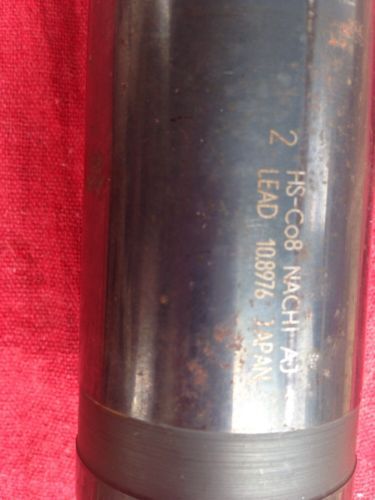 2 HS-Co8 NACHI AJ
LEAD 10.8976 JAPAN